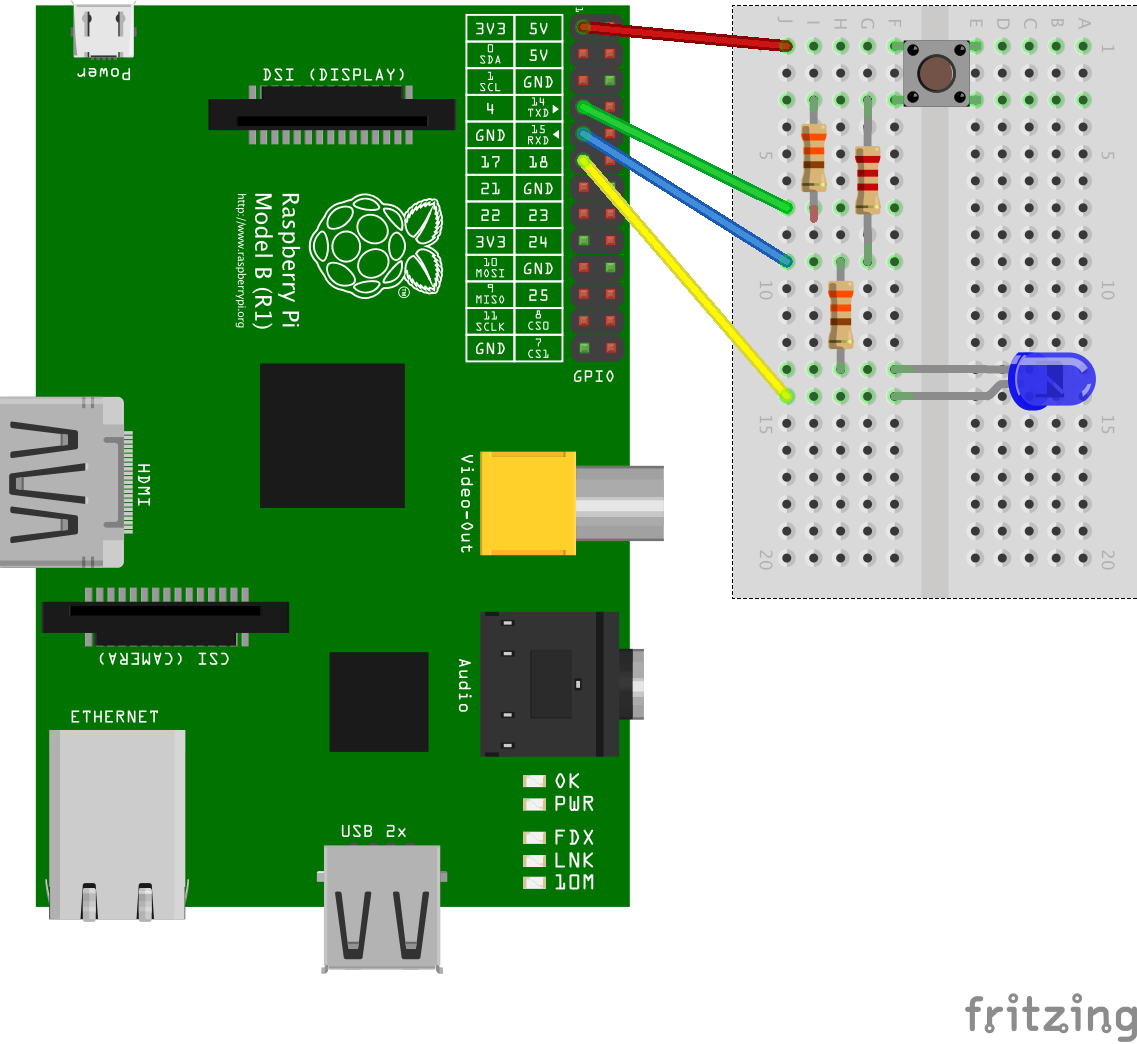 Power
DSI (DISPLAY)
1
3V3 5V
0 SDA 5V
1 SCL GND
4 14 TXD
GND 15 RXD
17 18
21 GND
22 23
3V3 24
10 MOSI GND
9 MISO 25
11 SCLK 8 CS0
GND 7 CS1
GPIO
Raspberry Pi
Model B (R1)
http://www.raspberrypi.org
HDMI
Video-Out
CSI (CAMERA)
Audio
ETHERNET
USB 2x
OK
PWR
FDX
LNK
10M
J I H G F E D C B A
1
5 5
10 10
15 15
20 20
fritzing